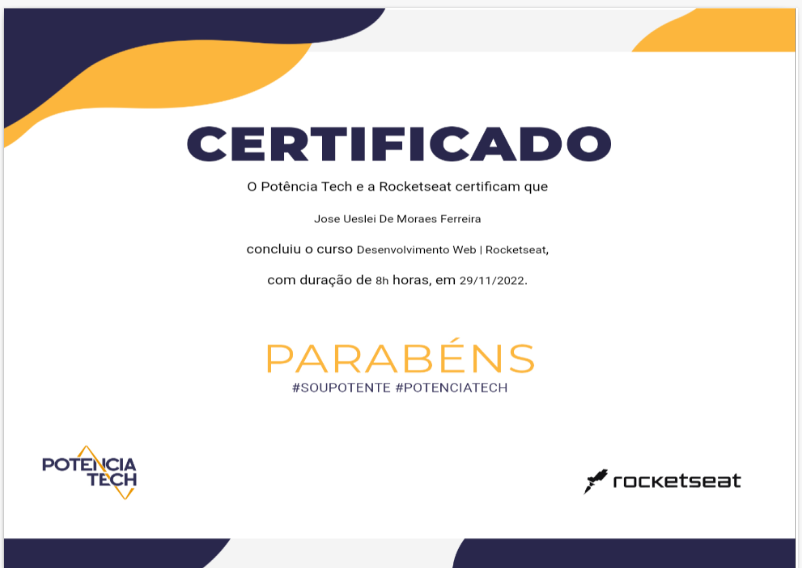 CERTIFICADO
O Potência Tech e a Rocketseat certificam que
Jose Ueslei De Moraes Ferreira
concluiu o curso Desenvolvimento Web | Rocketseat,
com duração de 8h horas, em 29/11/2022.
PARABÉNS
#SOUPOTENTE #POTENCIATECH
POTENCIA
TECH
rocketseat